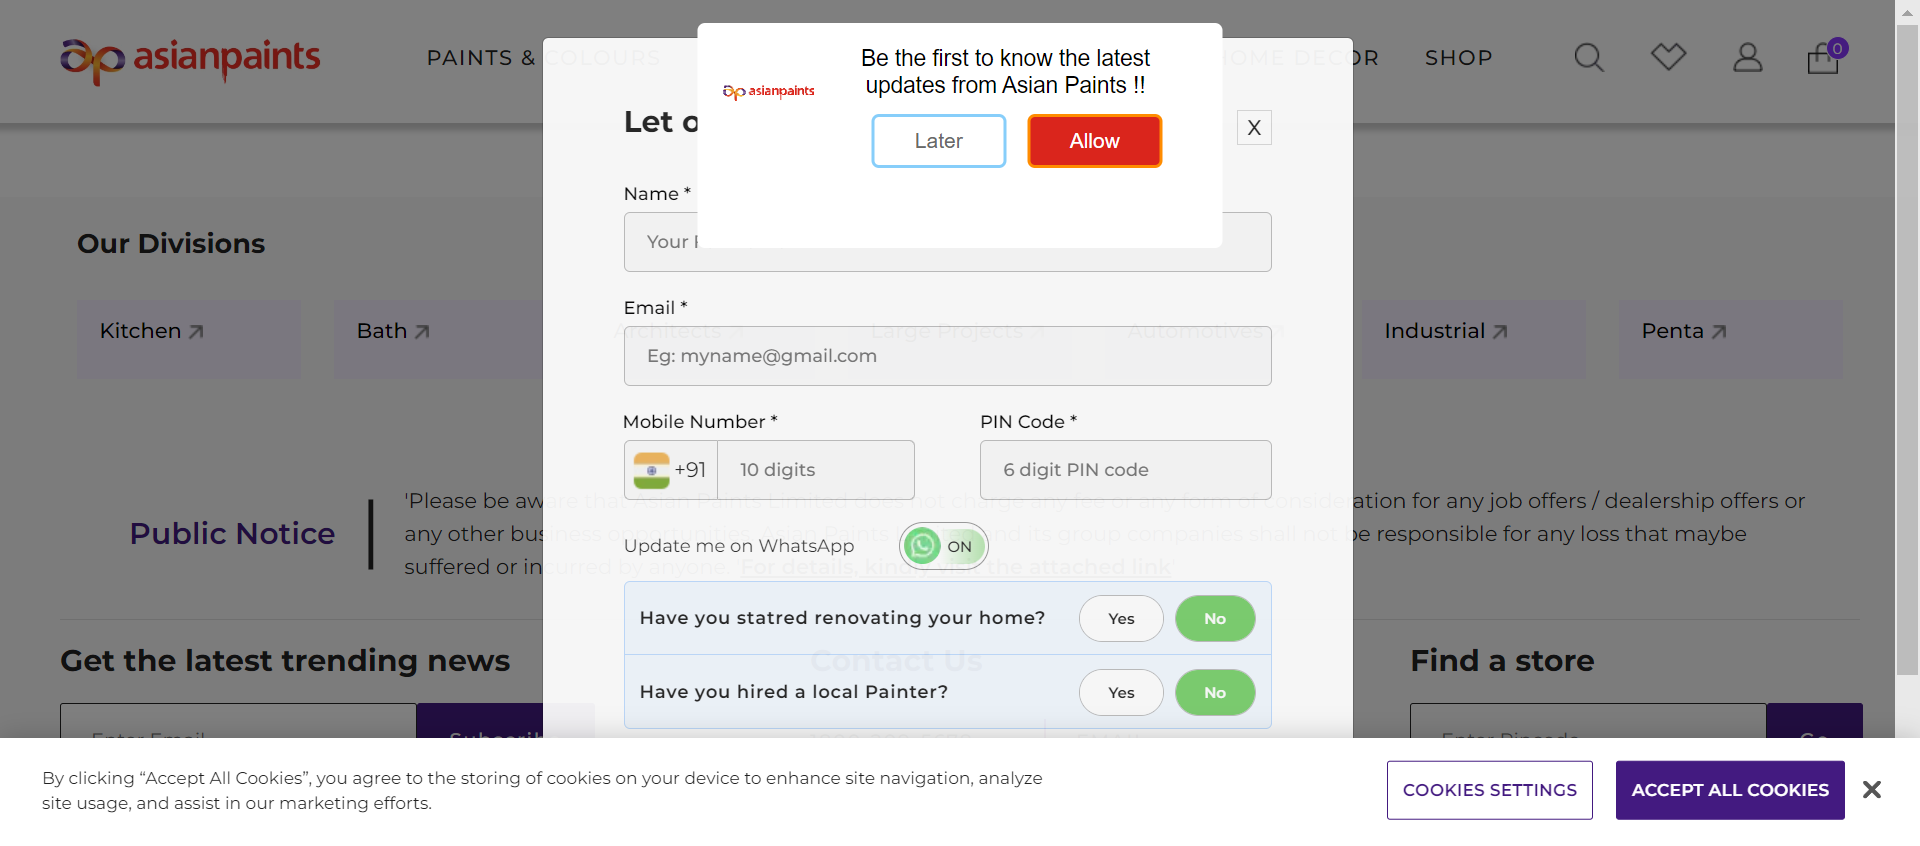 asianpaints
PAINTS & COLOURS
HOME DECOR
SHOP
0
asianpaints
Be the first to know the latest
updates from Asian Paints !!
Later
Allow
Let
X
Name *
Your
Our Divisions
Kitchen
Bath
Architects
Large Projects
Automotives
Industrial
Penta
Email *
Eg: myname@gmail.com
Mobile Number *
PIN Code *
+91
10 digits
6 digit PIN code
Public Notice
'Please be aware that Asian Paints Limited does not charge any fee or any form of consideration for any job offers / dealership offers or
any other business opportunities. Asian Paints and its group companies shall not be responsible for any loss that maybe
suffered or incurred by anyone. 'For details, kindly visit the attached link'
Update me on WhatsApp
ON
Have you statred renovating your home?
Yes
No
Have you hired a local Painter?
Yes
No
Get the latest trending news
Contact Us
Find a store
Enter Email
Subscrib
Enter Pincode
Go
By clicking “Accept All Cookies”, you agree to the storing of cookies on your device to enhance site navigation, analyze
site usage, and assist in our marketing efforts.
COOKIES SETTINGS
ACCEPT ALL COOKIES